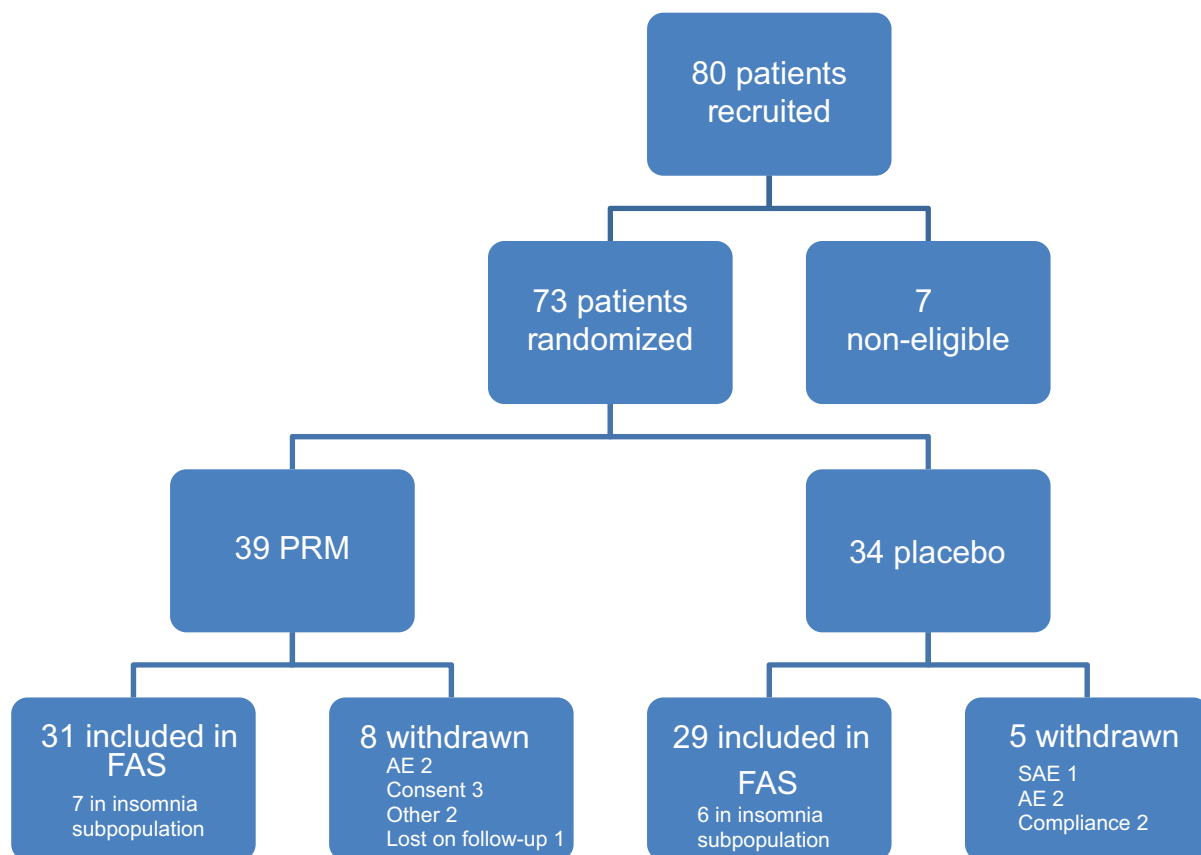 80 patients
recruited
73 patients
randomized
7
non-eligible
39 PRM
34 placebo
31 included in
FAS
7 in insomnia
subpopulation
8 withdrawn
AE 2
Consent 3
Other 2
Lost on follow-up 1
29 included in
FAS
6 in insomnia
subpopulation
5 withdrawn
SAE 1
AE 2
Compliance 2